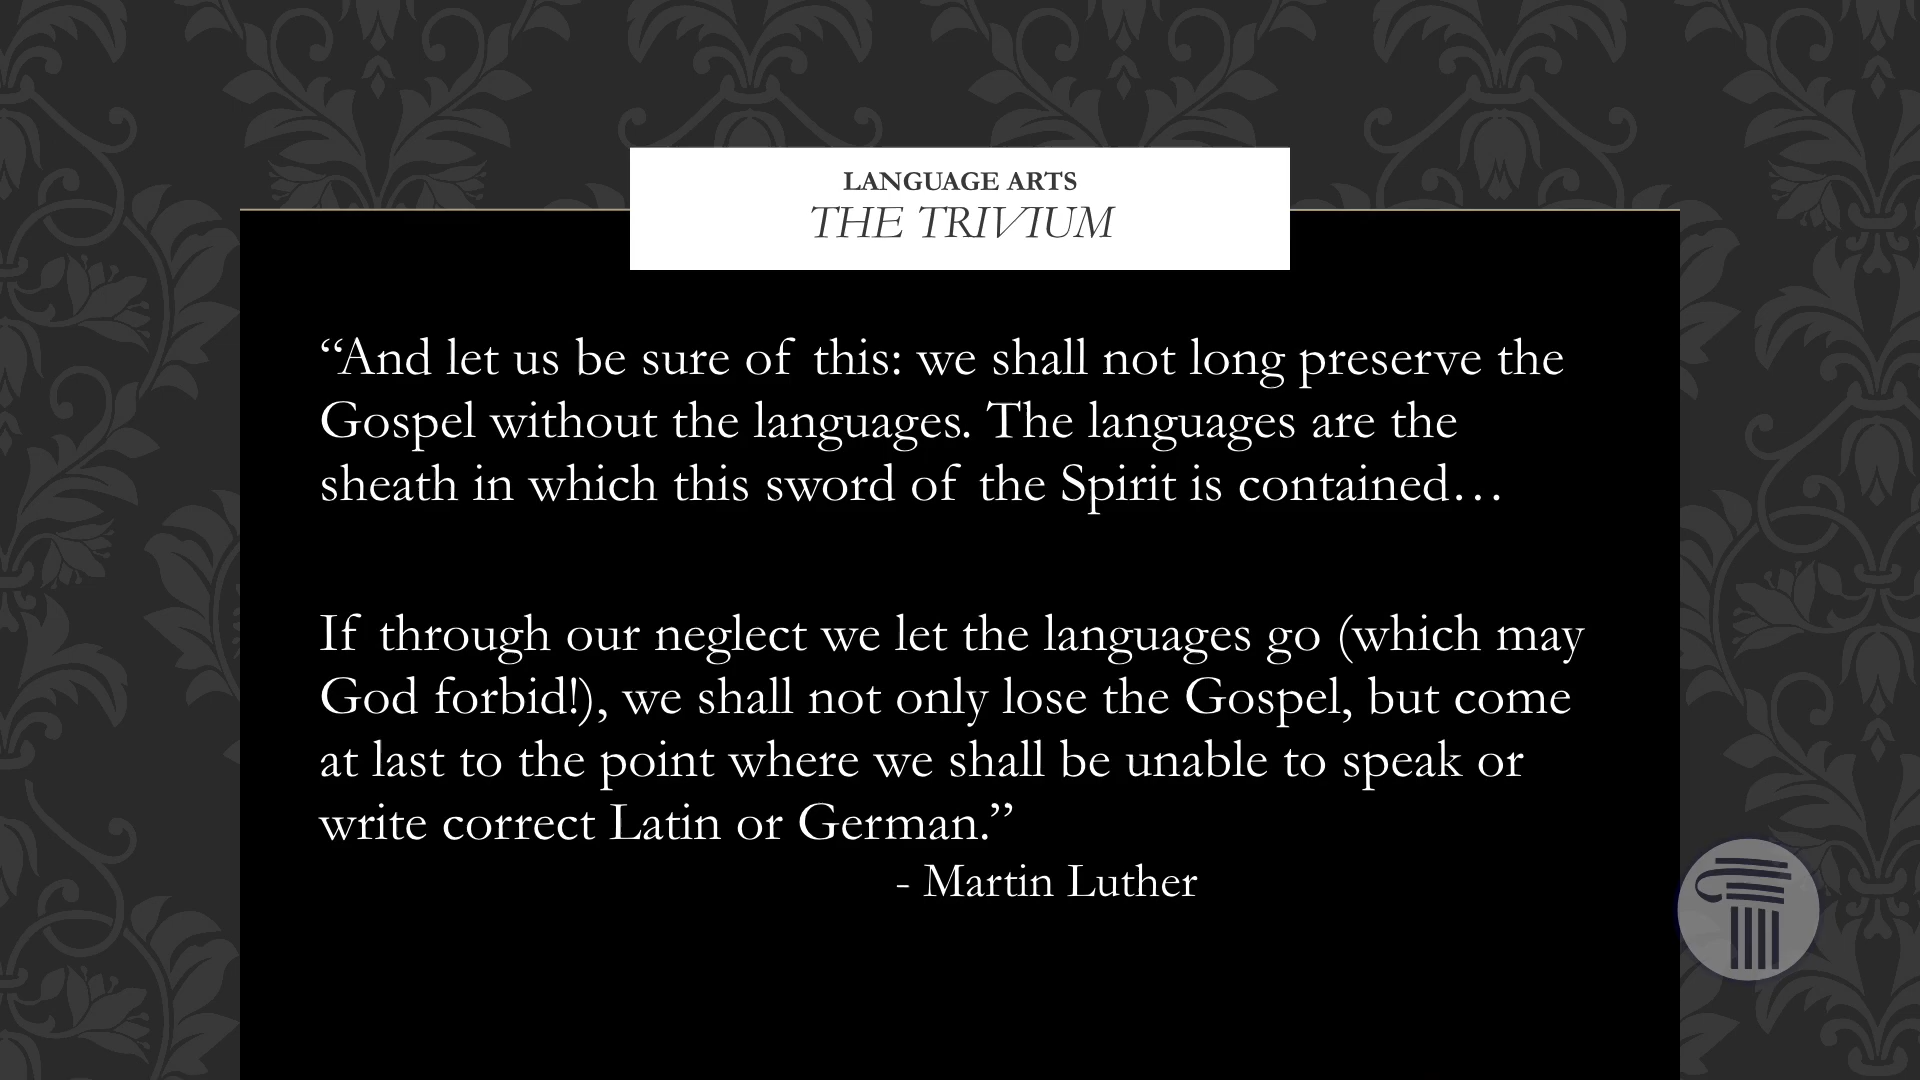 LANGUAGE ARTS
THE TRIVIUM
“And let us be sure of this: we shall not long preserve the
Gospel without the languages. The languages are the
sheath in which this sword of the Spirit is contained…
If through our neglect we let the languages go (which may
God forbid!), we shall not only lose the Gospel, but come
at last to the point where we shall be unable to speak or
write correct Latin or German.”
- Martin Luther